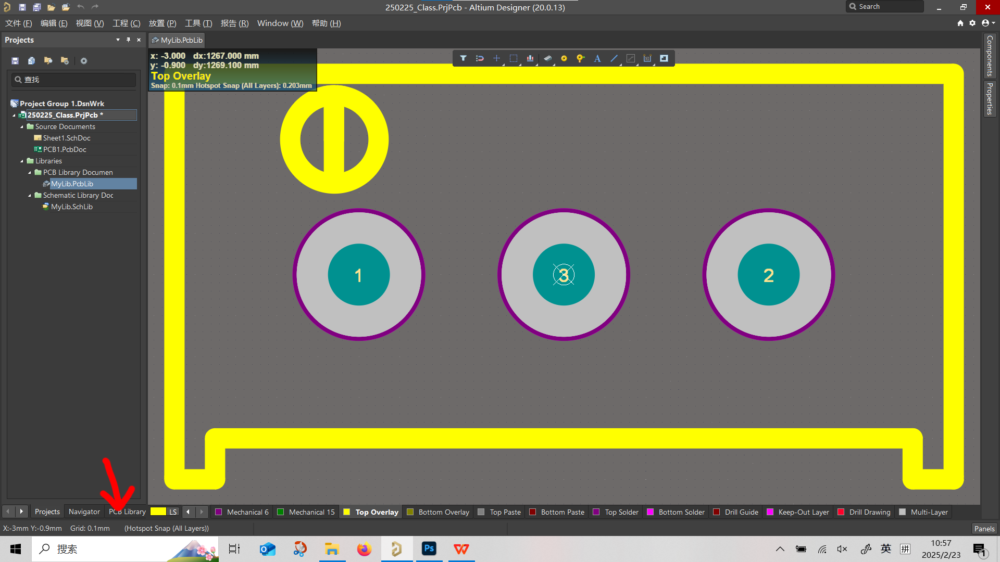 250225_Class.PrjPcb - Altium Designer (20.0.13)
Search
文件 (F) 编辑 (E) 视图 (V) 工程 (C) 放置 (P) 工具 (T) 报告 (R) Window (W) 帮助 (H)
Projects
MyLib.PcbLib
x: -3.000 dx:1267.000 mm
y: -0.900 dy:1269.100 mm
Top Overlay
Snap: 0.1mm Hotspot Snap (All Layers): 0.203mm
查找
Project Group 1.DsnWrk
250225_Class.PrjPcb *
Source Documents
Sheet1.SchDoc
PCB1.PcbDoc
Libraries
PCB Library Documen
MyLib.PcbLib
Schematic Library Doc
MyLib.SchLib
Components
Properties
1
3
2
Projects Navigator PCB Library LS Mechanical 6 Mechanical 15 Top Overlay Bottom Overlay Top Paste Bottom Paste Top Solder Bottom Solder Drill Guide Keep-Out Layer Drill Drawing Multi-Layer
X:-3mm Y:-0.9mm Grid: 0.1mm (Hotspot Snap (All Layers))
Panels
搜索
Ps
英
拼
10:57
2025/2/23
1